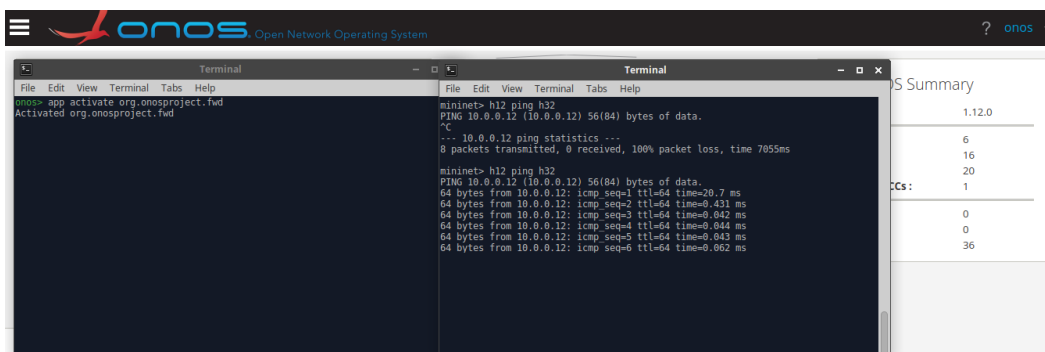 onos. Open Network Operating System
? onos
Terminal
File Edit View Terminal Tabs Help
onos> app activate org.onosproject.fwd
Activated org.onosproject.fwd
Terminal
File Edit View Terminal Tabs Help
mininet> h12 ping h32
PING 10.0.0.12 (10.0.0.12) 56(84) bytes of data.
^C
--- 10.0.0.12 ping statistics ---
8 packets transmitted, 0 received, 100% packet loss, time 7055ms
mininet> h12 ping h32
PING 10.0.0.12 (10.0.0.12) 56(84) bytes of data.
64 bytes from 10.0.0.12: icmp_seq=1 ttl=64 time=20.7 ms
64 bytes from 10.0.0.12: icmp_seq=2 ttl=64 time=0.431 ms
64 bytes from 10.0.0.12: icmp_seq=3 ttl=64 time=0.042 ms
64 bytes from 10.0.0.12: icmp_seq=4 ttl=64 time=0.044 ms
64 bytes from 10.0.0.12: icmp_seq=5 ttl=64 time=0.043 ms
64 bytes from 10.0.0.12: icmp_seq=6 ttl=64 time=0.062 ms
OS Summary
1.12.0
6
16
20
CCs: 1
0
0
36